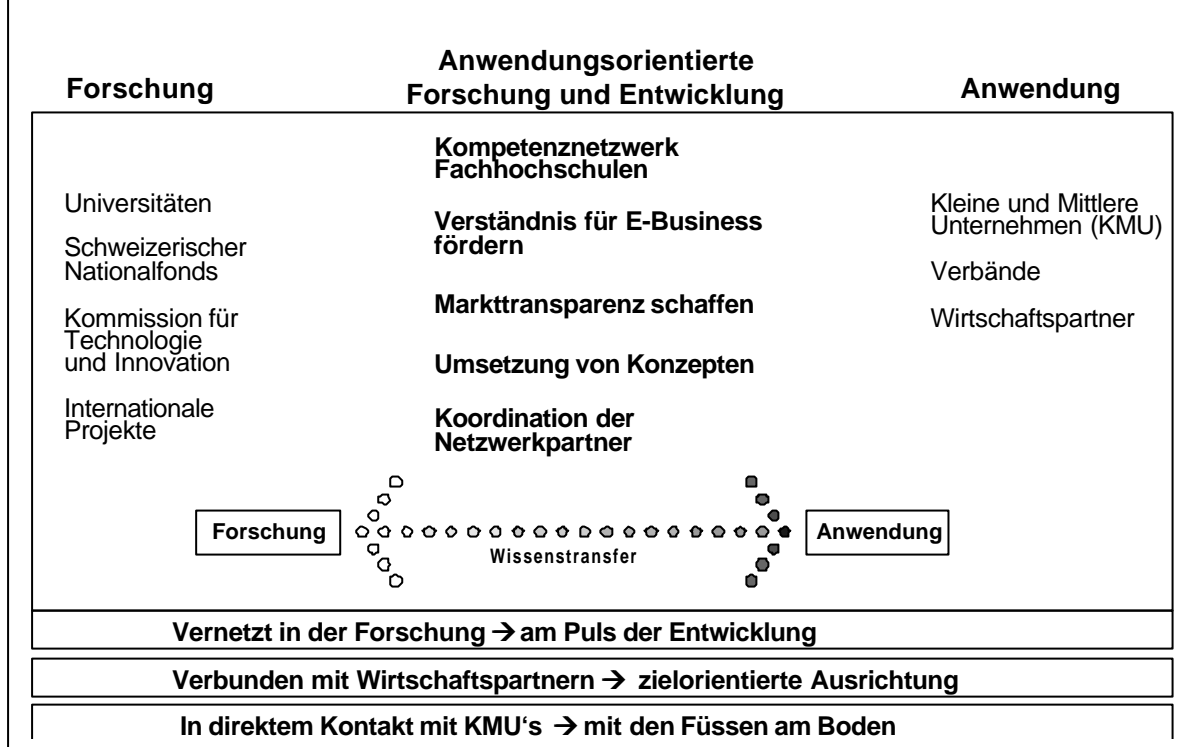 Forschung
Anwendungsorientierte
Forschung und Entwicklung
Anwendung
Universitäten
Schweizerischer
Nationalfonds
Kommission für
Technologie
und Innovation
Internationale
Projekte
Kompetenznetzwerk
Fachhochschulen
Verständnis für E-Business
fördern
Markttransparenz schaffen
Umsetzung von Konzepten
Koordination der
Netzwerkpartner
Kleine und Mittlere
Unternehmen (KMU)
Verbände
Wirtschaftspartner
Forschung
Wissenstransfer
Anwendung
Vernetzt in der Forschung → am Puls der Entwicklung
Verbunden mit Wirtschaftspartnern → zielorientierte Ausrichtung
In direktem Kontakt mit KMU‘s → mit den Füssen am Boden